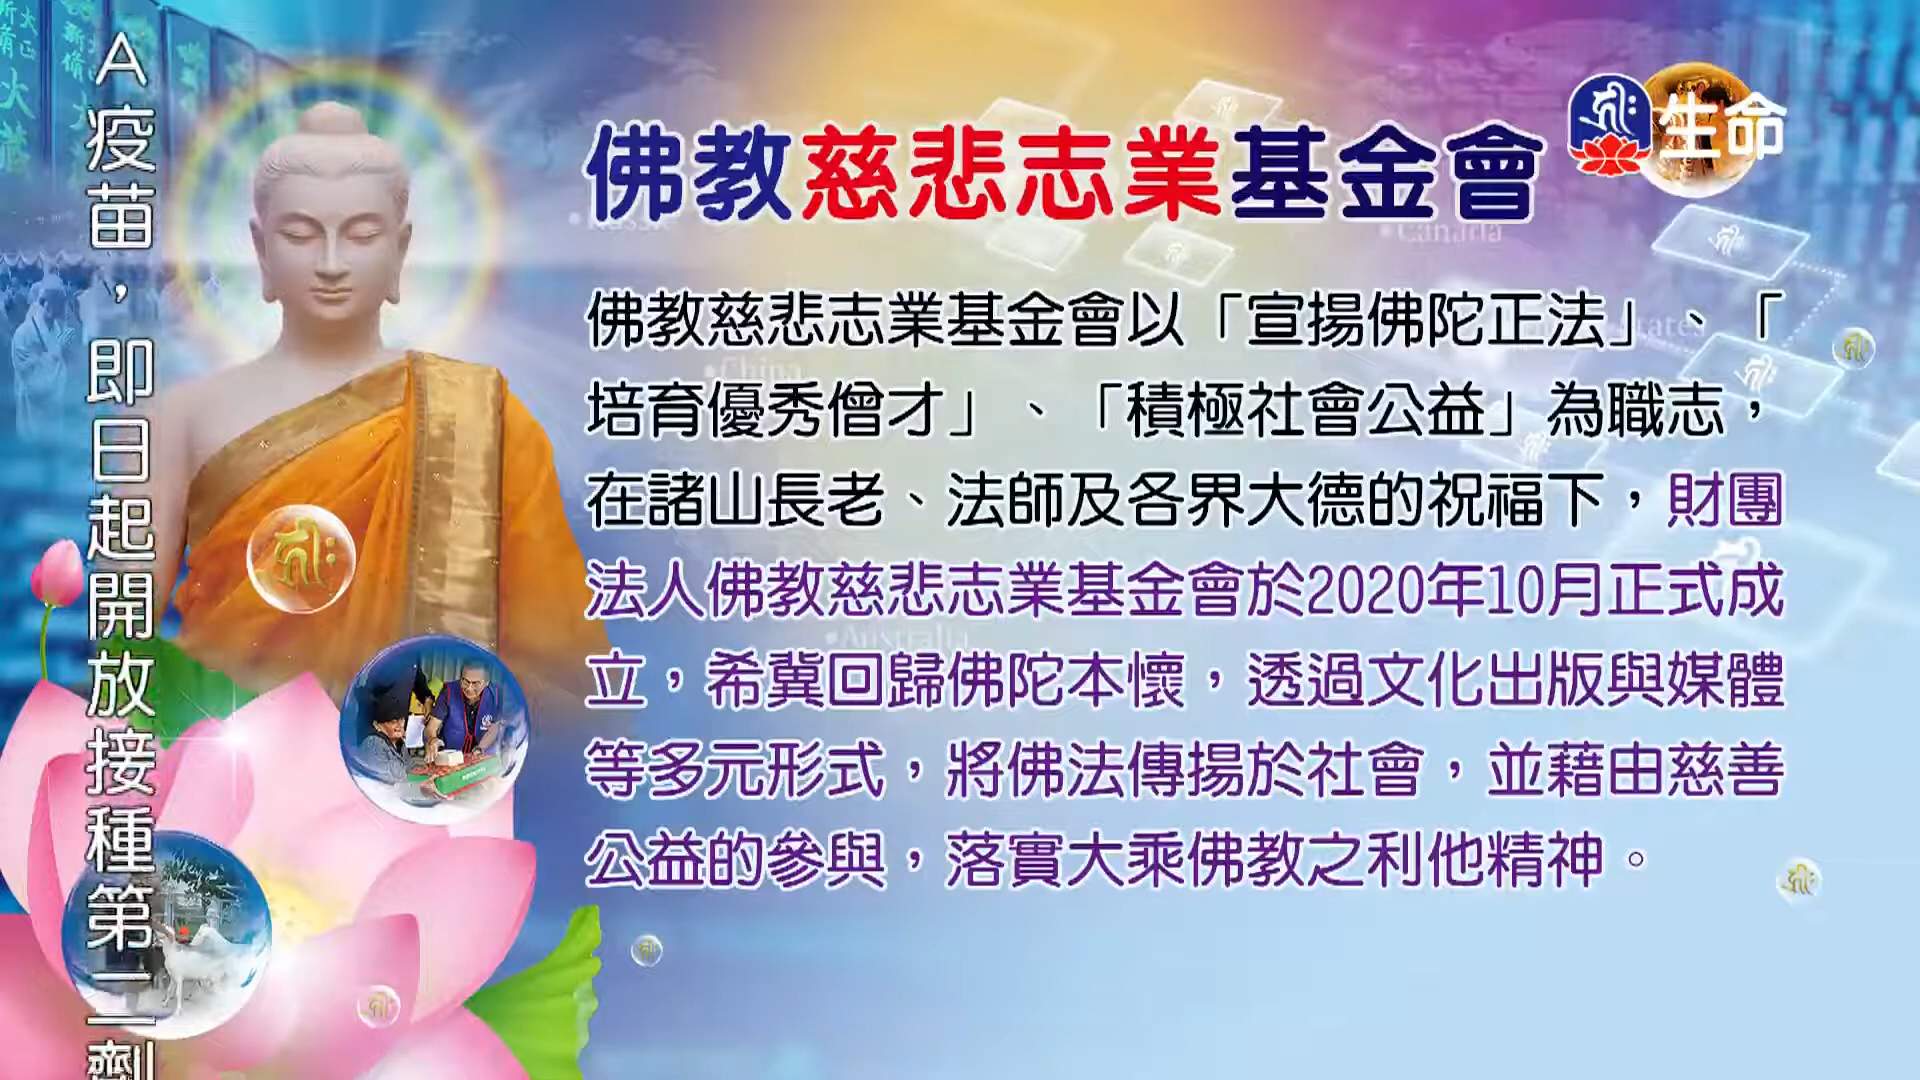 佛教慈悲志業基金會
生命
佛教慈悲志業基金會以「宣揚佛陀正法」、「
培育優秀僧才」、「積極社會公益」為職志，
在諸山長老、法師及各界大德的祝福下，財團
法人佛教慈悲志業基金會於2020年10月正式成
立，希冀回歸佛陀本懷，透過文化出版與媒體
等多元形式，將佛法傳揚於社會，並藉由慈善
公益的參與，落實大乘佛教之利他精神。
A疫苗，即日起開放接種第二劑
Canada
China
Australia